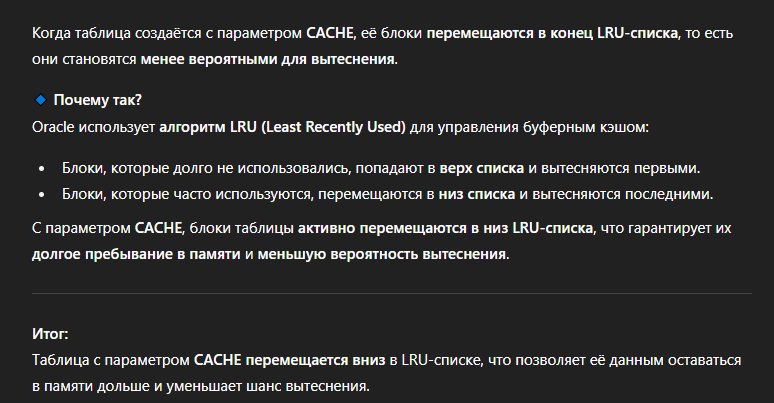 Когда таблица создаётся с параметром CACHE, её блоки перемещаются в конец LRU-списка, то есть
они становятся менее вероятными для вытеснения.
🔹 Почему так?
Oracle использует алгоритм LRU (Least Recently Used) для управления буферным кэшом:
• Блоки, которые долго не использовались, попадают в верх списка и вытесняются первыми.
• Блоки, которые часто используются, перемещаются в низ списка и вытесняются последними.
С параметром CACHE, блоки таблицы активно перемещаются в низ LRU-списка, что гарантирует их
долгое пребывание в памяти и меньшую вероятность вытеснения.
Итог:
Таблица с параметром CACHE перемещается вниз в LRU-списке, что позволяет её данным оставаться
в памяти дольше и уменьшает шанс вытеснения.